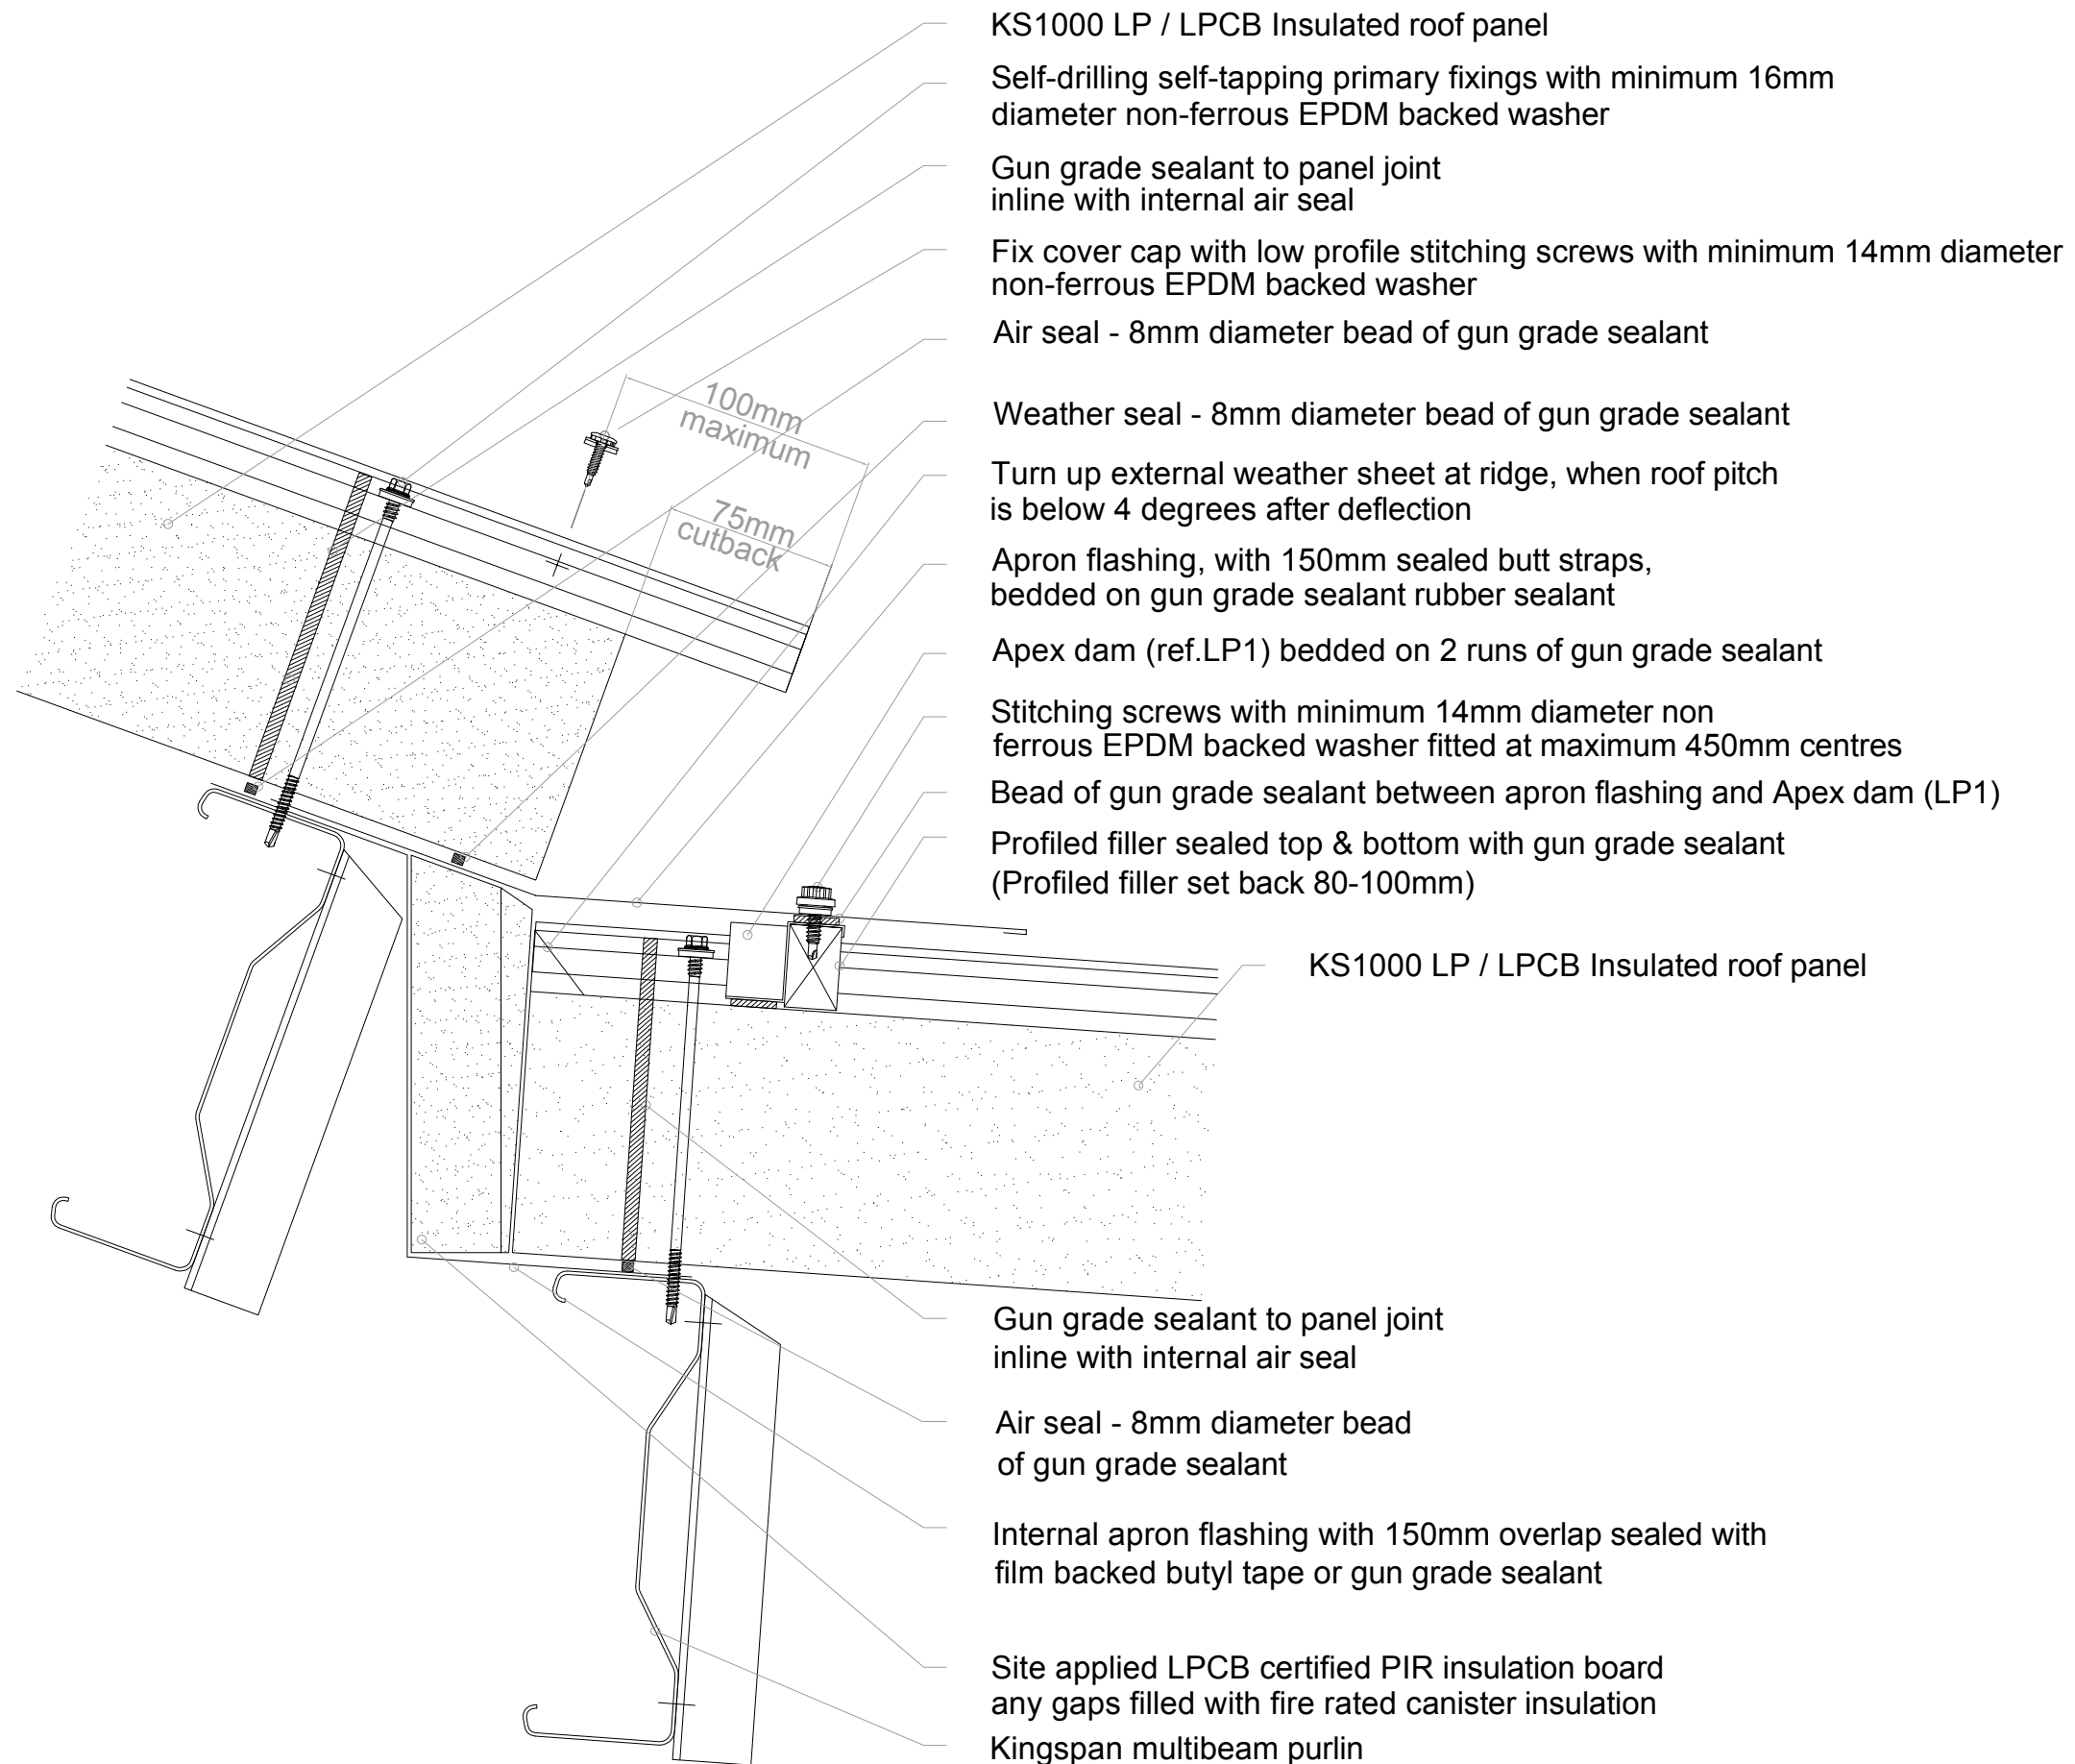 KS1000 LP / LPCB Insulated roof panel
Self-drilling self-tapping primary fixings with minimum 16mm
diameter non-ferrous EPDM backed washer
Gun grade sealant to panel joint
inline with internal air seal
Fix cover cap with low profile stitching screws with minimum 14mm diameter
non-ferrous EPDM backed washer
Air seal - 8mm diameter bead of gun grade sealant
100mm
maximum
Weather seal - 8mm diameter bead of gun grade sealant
Turn up external weather sheet at ridge, when roof pitch
is below 4 degrees after deflection
75mm
cutback
Apron flashing, with 150mm sealed butt straps,
bedded on gun grade sealant rubber sealant
Apex dam (ref.LP1) bedded on 2 runs of gun grade sealant
Stitching screws with minimum 14mm diameter non
ferrous EPDM backed washer fitted at maximum 450mm centres
Bead of gun grade sealant between apron flashing and Apex dam (LP1)
Profiled filler sealed top & bottom with gun grade sealant
(Profiled filler set back 80-100mm)
KS1000 LP / LPCB Insulated roof panel
Gun grade sealant to panel joint
inline with internal air seal
Air seal - 8mm diameter bead
of gun grade sealant
Internal apron flashing with 150mm overlap sealed with
film backed butyl tape or gun grade sealant
Site applied LPCB certified PIR insulation board
any gaps filled with fire rated canister insulation
Kingspan multibeam purlin